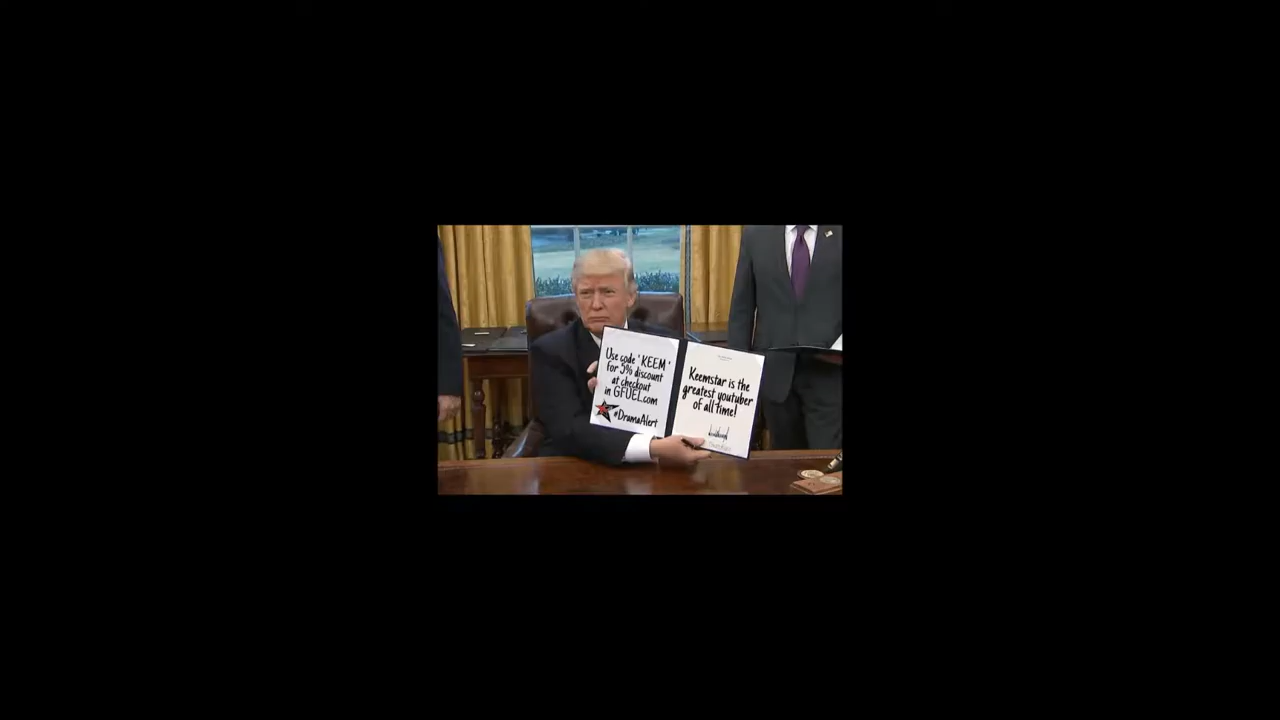 Use code 'KEEM'
for 5% discount
at checkout
in GFUEL.com
#DramaAlert
Keemstar is the
greatest youtuber
of all time!